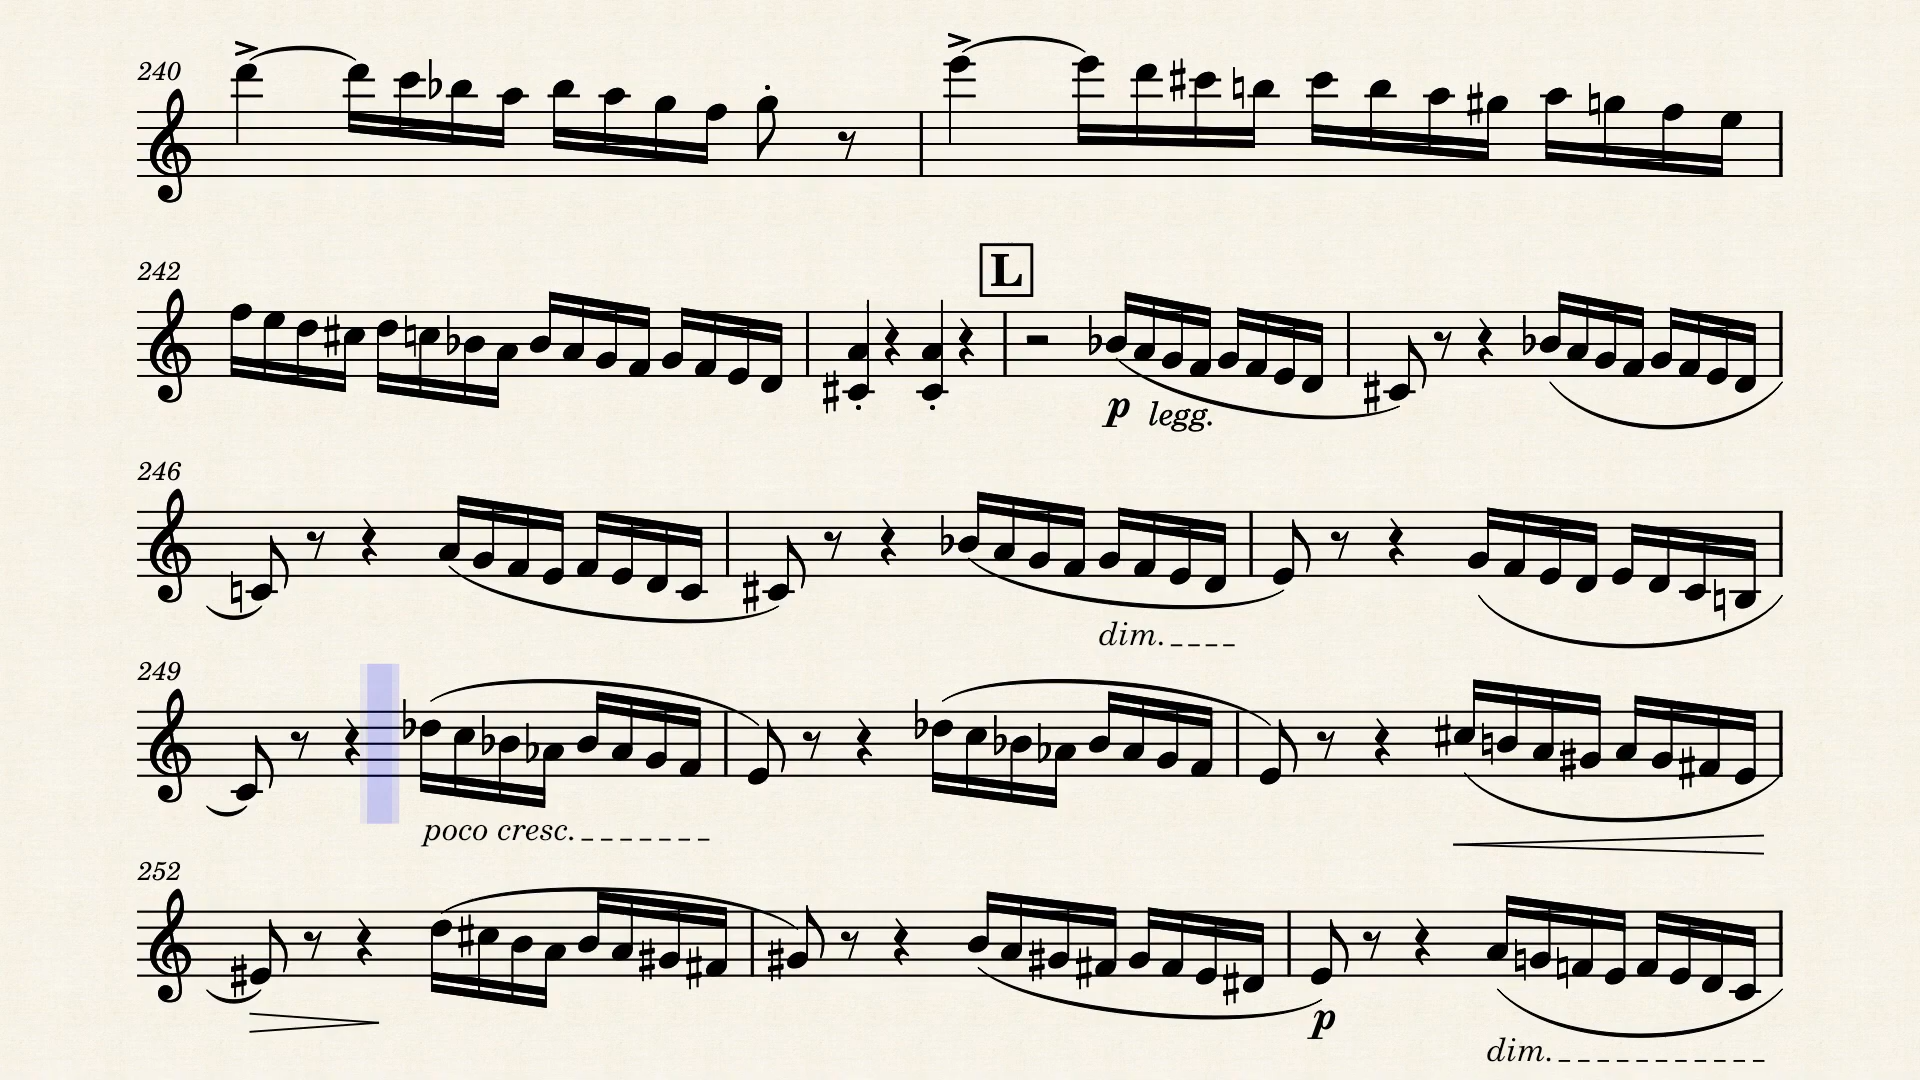 240
242
L
p legg.
246
dim.
249
poco cresc.
252
p
dim.